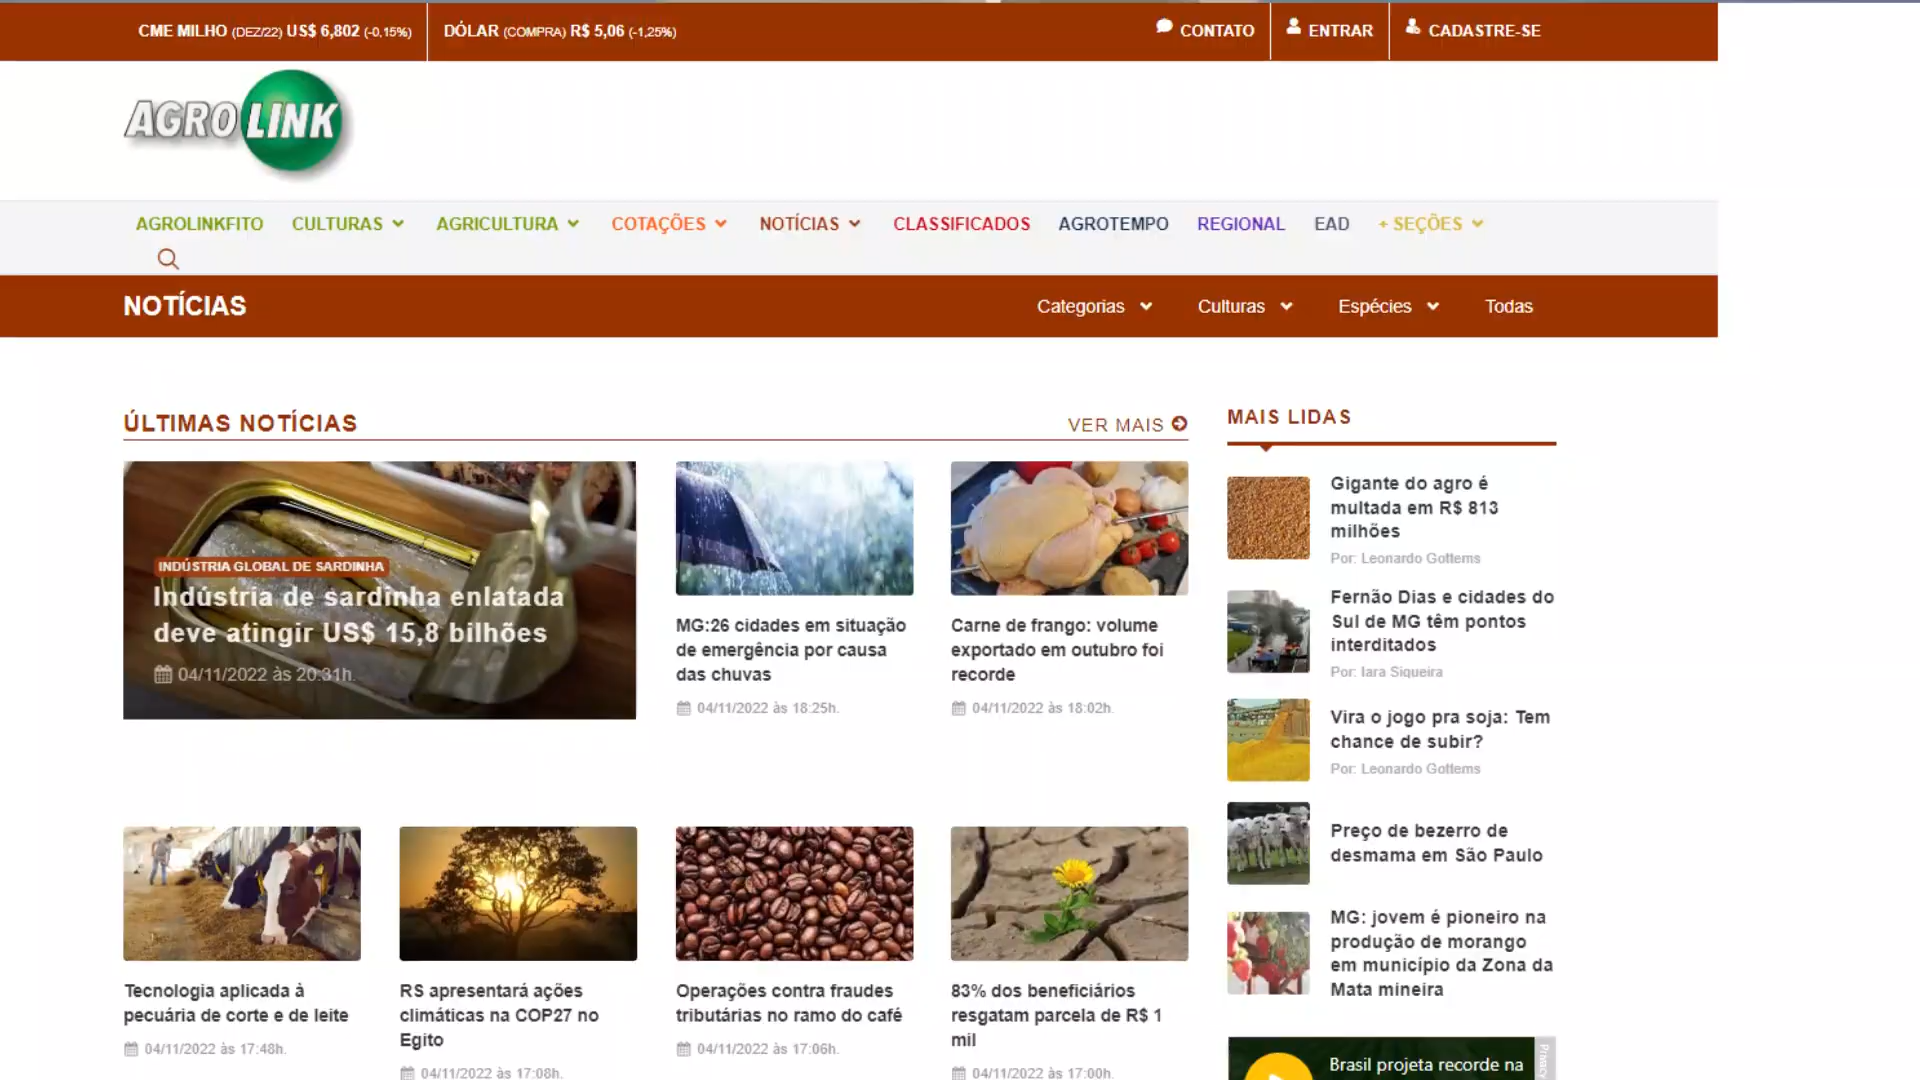 CME MILHO (DEZ/22) US$ 6,802 (-0,15%)
DÓLAR (COMPRA) R$ 5,06 (-1,25%)
CONTATO
ENTRAR
CADASTRE-SE
AGROLINK
AGROLINKFITO
CULTURAS
AGRICULTURA
COTAÇÕES
NOTÍCIAS
CLASSIFICADOS
AGROTEMPO
REGIONAL
EAD
+ SEÇÕES
NOTÍCIAS
Categorias
Culturas
Espécies
Todas
ÚLTIMAS NOTÍCIAS
VER MAIS
INDÚSTRIA GLOBAL DE SARDINHA
Indústria de sardinha enlatada
deve atingir US$ 15,8 bilhões
04/11/2022 às 20:31h.
MG:26 cidades em situação
de emergência por causa
das chuvas
04/11/2022 às 18:25h.
Carne de frango: volume
exportado em outubro foi
recorde
04/11/2022 às 18:02h.
Tecnologia aplicada à
pecuária de corte e de leite
04/11/2022 às 17:48h.
RS apresentará ações
climáticas na COP27 no
Egito
04/11/2022 às 17:08h.
Operações contra fraudes
tributárias no ramo do café
04/11/2022 às 17:06h.
83% dos beneficiários
resgatam parcela de R$ 1
mil
04/11/2022 às 17:00h.
MAIS LIDAS
Gigante do agro é
multada em R$ 813
milhões
Por: Leonardo Gottems
Fernão Dias e cidades do
Sul de MG têm pontos
interditados
Por: Iara Siqueira
Vira o jogo pra soja: Tem
chance de subir?
Por: Leonardo Gottems
Preço de bezerro de
desmama em São Paulo
MG: jovem é pioneiro na
produção de morango
em município da Zona da
Mata mineira
Brasil projeta recorde na
Privacy